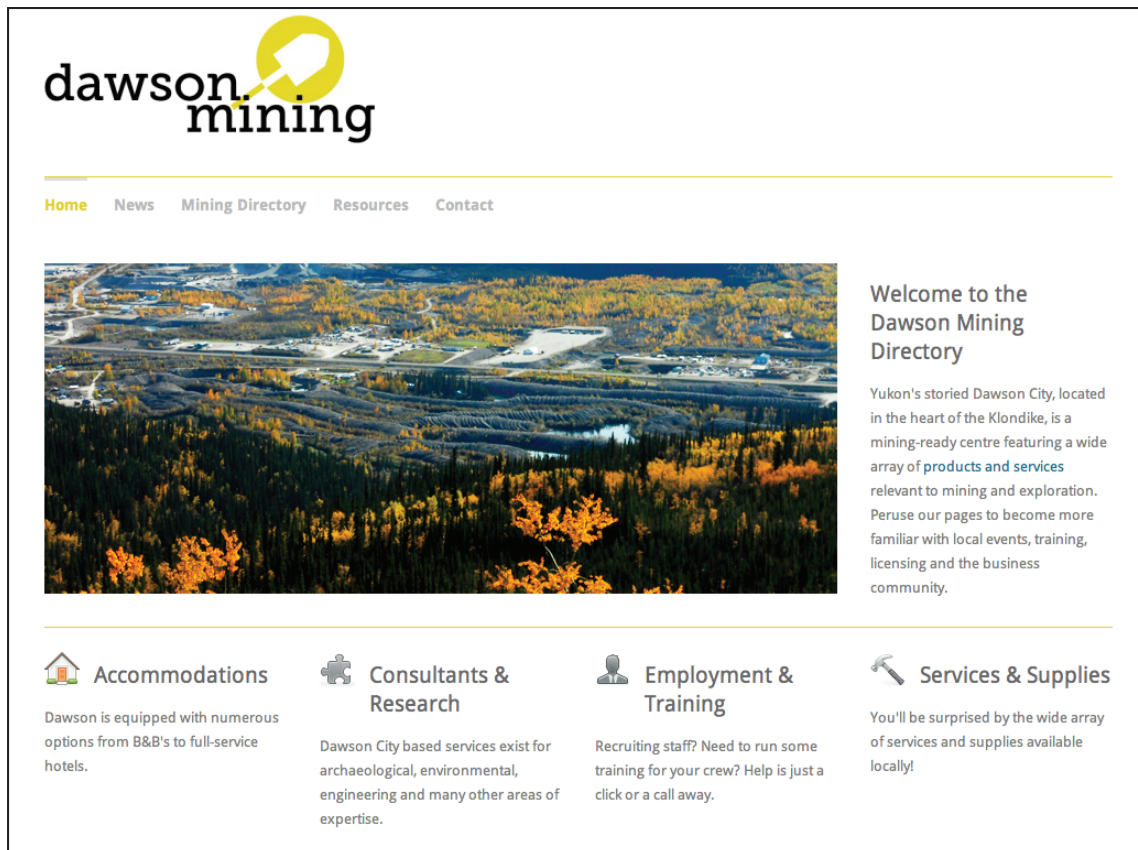 dawson
mining
Home News Mining Directory Resources Contact
Welcome to the
Dawson Mining
Directory
Yukon's storied Dawson City, located
in the heart of the Klondike, is a
mining-ready centre featuring a wide
array of products and services
relevant to mining and exploration.
Peruse our pages to become more
familiar with local events, training,
licensing and the business
community.
Accommodations
Dawson is equipped with numerous
options from B&B's to full-service
hotels.
Consultants &
Research
Dawson City based services exist for
archaeological, environmental,
engineering and many other areas of
expertise.
Employment &
Training
Recruiting staff? Need to run some
training for your crew? Help is just a
click or a call away.
Services & Supplies
You'll be surprised by the wide array
of services and supplies available
locally!